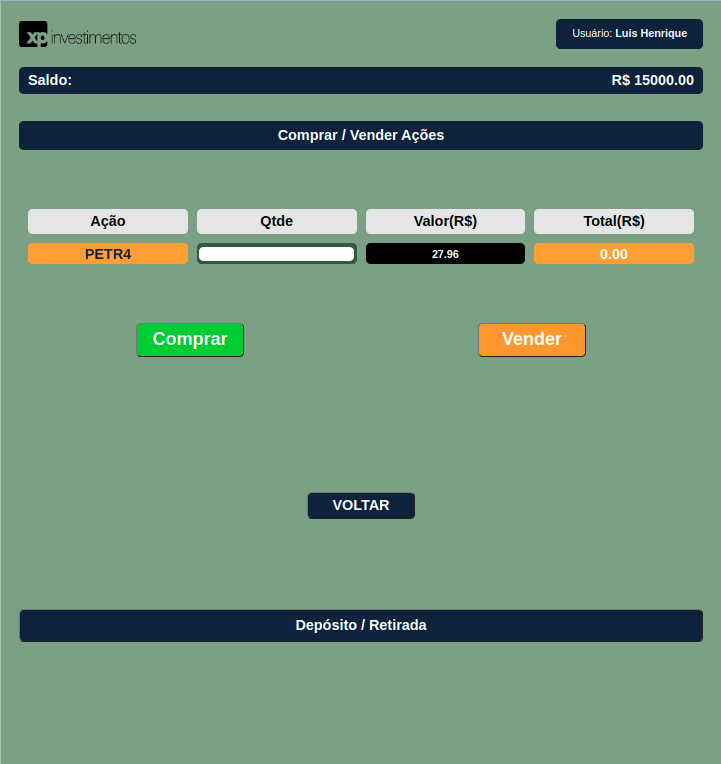 xp investimentos
Usuário: Luis Henrique
Saldo: R$ 15000.00
Comprar / Vender Ações
Ação Qtde Valor(R$) Total(R$)
PETR4 27.96 0.00
Comprar Vender
VOLTAR
Depósito / Retirada